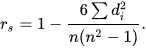 r_s = 1 - \frac{6 \sum d_i^2}{n(n^2 - 1)}.